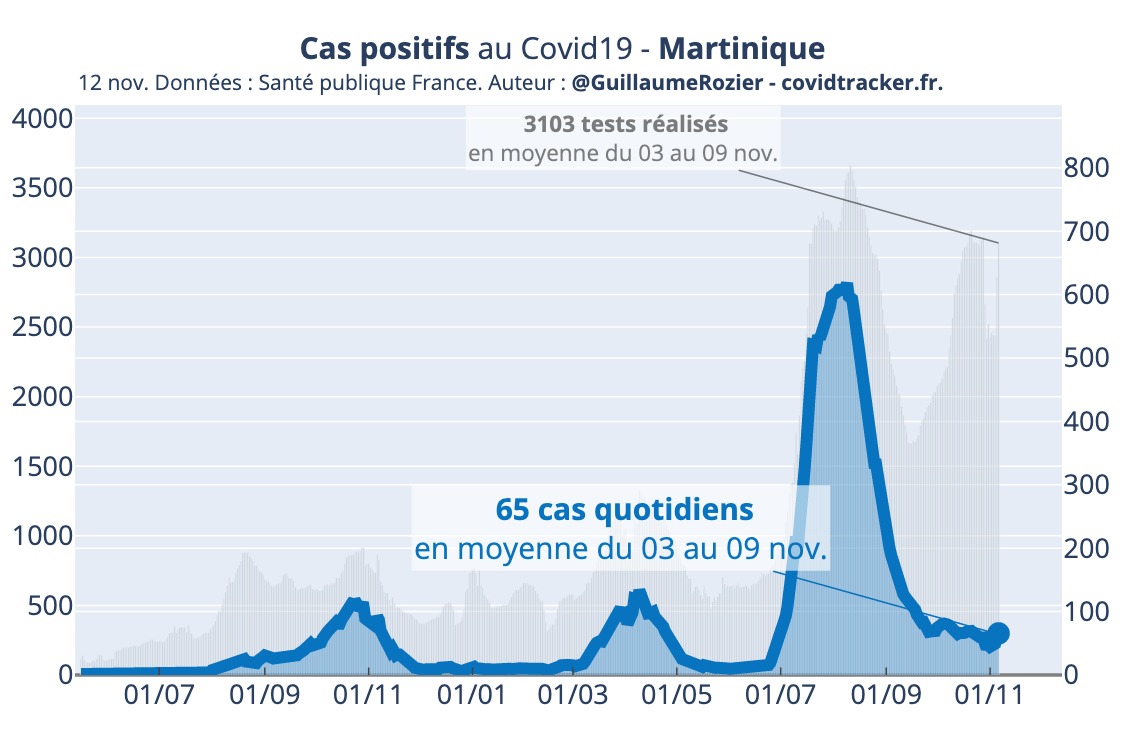 Cas positifs au Covid19 - Martinique
12 nov. Données : Santé publique France. Auteur : @GuillaumeRozier - covidtracker.fr.
3103 tests réalisés
en moyenne du 03 au 09 nov.
65 cas quotidiens
en moyenne du 03 au 09 nov.
4000
3500
3000
2500
2000
1500
1000
500
0
800
700
600
500
400
300
200
100
0
01/07 01/09 01/11 01/01 01/03 01/05 01/07 01/09 01/11